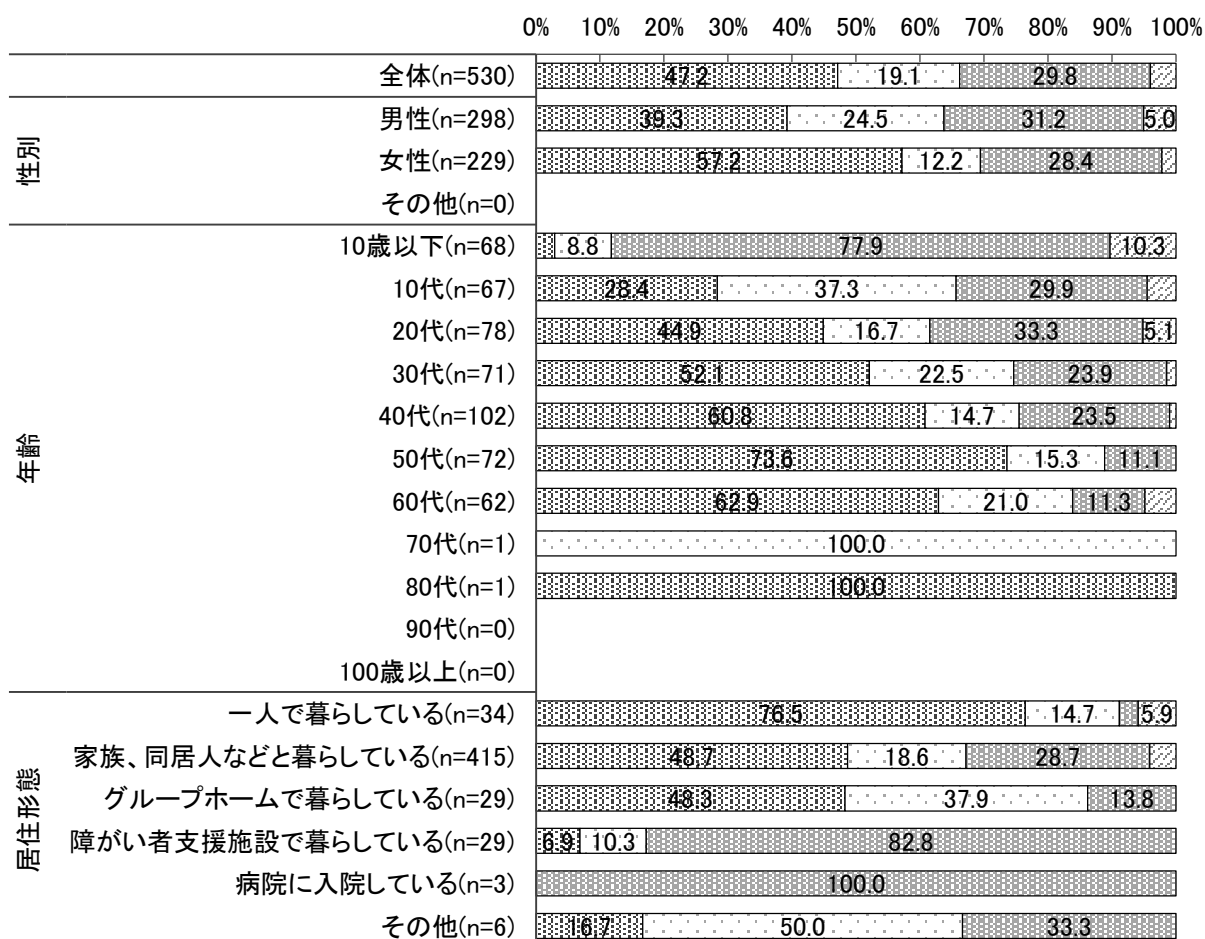 0% 10% 20% 30% 40% 50% 60% 70% 80% 90% 100%
全体(n=530) 47.2 19.1 29.8
性別
男性(n=298) 39.3 24.5 31.2 5.0
女性(n=229) 57.2 12.2 28.4
その他(n=0)
年齢
10歳以下(n=68) 8.8 77.9 10.3
10代(n=67) 28.4 37.3 29.9
20代(n=78) 44.9 16.7 33.3 5.1
30代(n=71) 52.1 22.5 23.9
40代(n=102) 60.8 14.7 23.5
50代(n=72) 73.6 15.3 11.1
60代(n=62) 62.9 21.0 11.3
70代(n=1) 100.0
80代(n=1) 100.0
90代(n=0)
100歳以上(n=0)
居住形態
一人で暮らしている(n=34) 76.5 14.7 5.9
家族、同居人などと暮らしている(n=415) 48.7 18.6 28.7
グループホームで暮らしている(n=29) 48.3 37.9 13.8
障がい者支援施設で暮らしている(n=29) 6.9 10.3 82.8
病院に入院している(n=3) 100.0
その他(n=6) 16.7 50.0 33.3